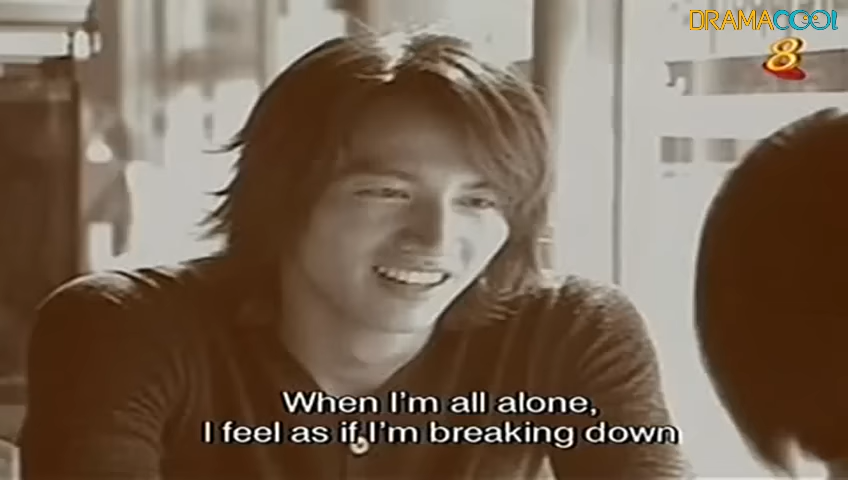 DRAMACOOL
8
When I'm all alone,
I feel as if I'm breaking down